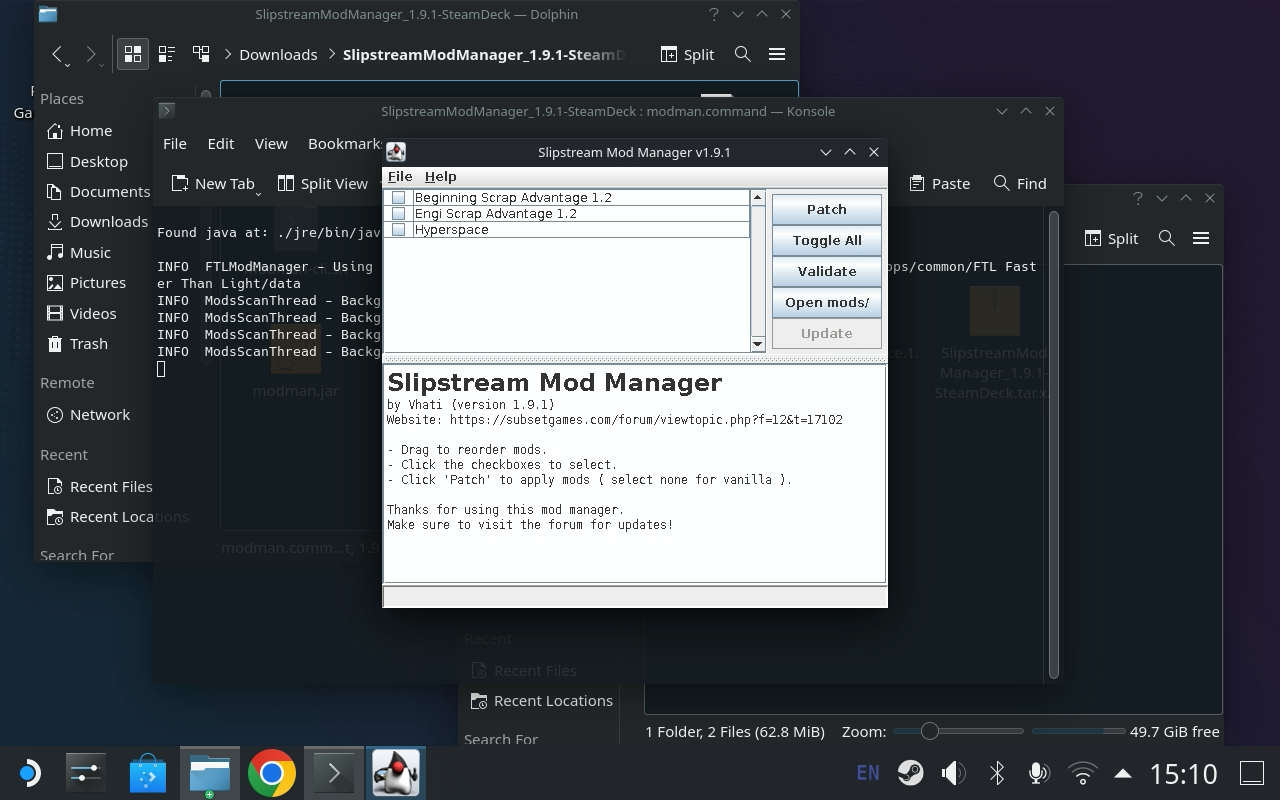 SlipstreamModManager_1.9.1-SteamDeck — Dolphin
Downloads
SlipstreamModManager_1.9.1-SteamD
Split
Places
Home
Desktop
Documents
Downloads
Music
Pictures
Videos
Trash
Remote
Network
Recent
Recent Files
Recent Locations
Search For
Ga
SlipstreamModManager_1.9.1-SteamDeck : modman.command — Konsole
File Edit View Bookmark
New Tab Split View Paste Find
Found java at: ./jre/bin/jav
INFO FTLModManager - Using
ps/common/FTL Fast
er Than Light/data
INFO ModsScanThread - Backg
INFO ModsScanThread - Backg
INFO ModsScanThread - Backg
INFO ModsScanThread - Backg
modman.jar
modman.comm...t, 1.9
Slipstream Mod Manager v1.9.1
File Help
Beginning Scrap Advantage 1.2
Engi Scrap Advantage 1.2
Hyperspace
Patch
Toggle All
Validate
Open mods/
Update
Slipstream Mod Manager
by Vhati (version 1.9.1)
Website: https://subsetgames.com/forum/viewtopic.php?f=12&t=17102
- Drag to reorder mods.
- Click the checkboxes to select.
- Click 'Patch' to apply mods ( select none for vanilla ).
Thanks for using this mod manager.
Make sure to visit the forum for updates!
Split
ce.1.
SlipstreamMod
Manager_1.9.1-
SteamDeck.tar.x
Recent
Recent Files
Recent Locations
Search For
1 Folder, 2 Files (62.8 MiB)
Zoom:
49.7 GiB free
EN
15:10